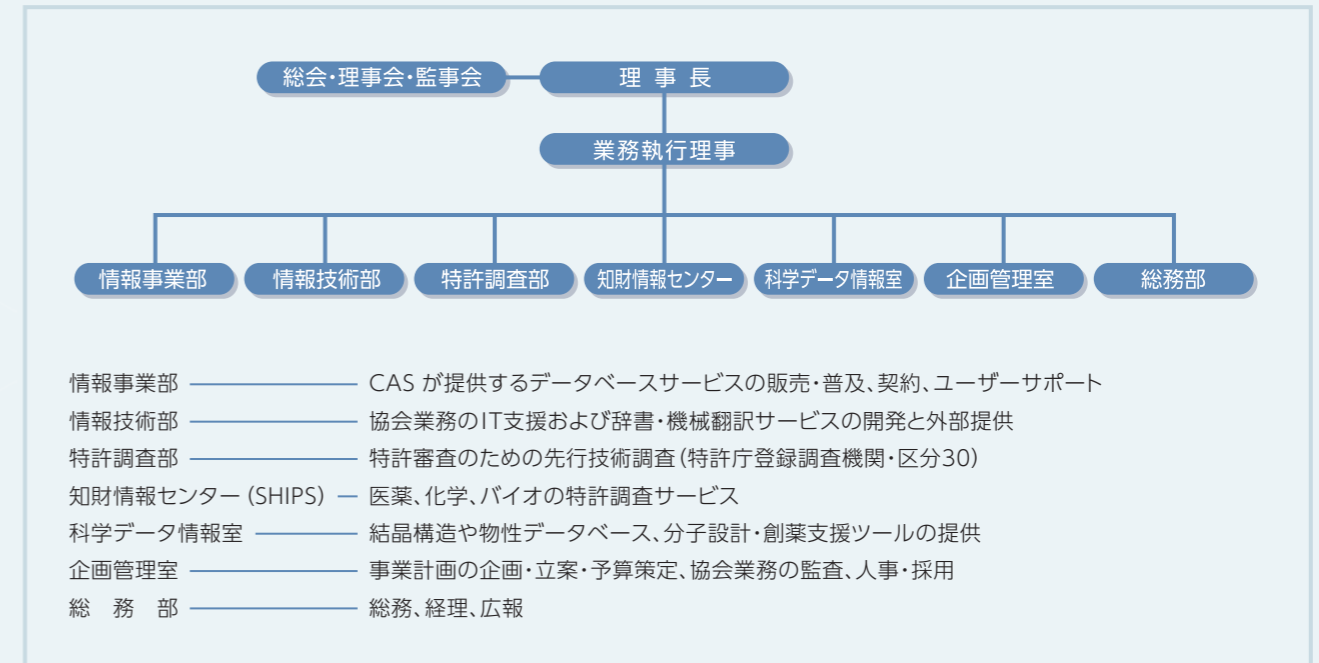 総会・理事会・監事会
理事長
業務執行理事
情報事業部 情報技術部 特許調査部 知財情報センター 科学データ情報室 企画管理室 総務部
情報事業部 CAS が提供するデータベースサービスの販売・普及、契約、ユーザーサポート
情報技術部 協会業務のIT支援および辞書・機械翻訳サービスの開発と外部提供
特許調査部 特許審査のための先行技術調査(特許庁登録調査機関・区分30)
知財情報センター (SHIPS) 医薬、化学、バイオの特許調査サービス
科学データ情報室 結晶構造や物性データベース、分子設計・創薬支援ツールの提供
企画管理室 事業計画の企画・立案・予算策定、協会業務の監査、人事・採用
総 務 部 総務、経理、広報